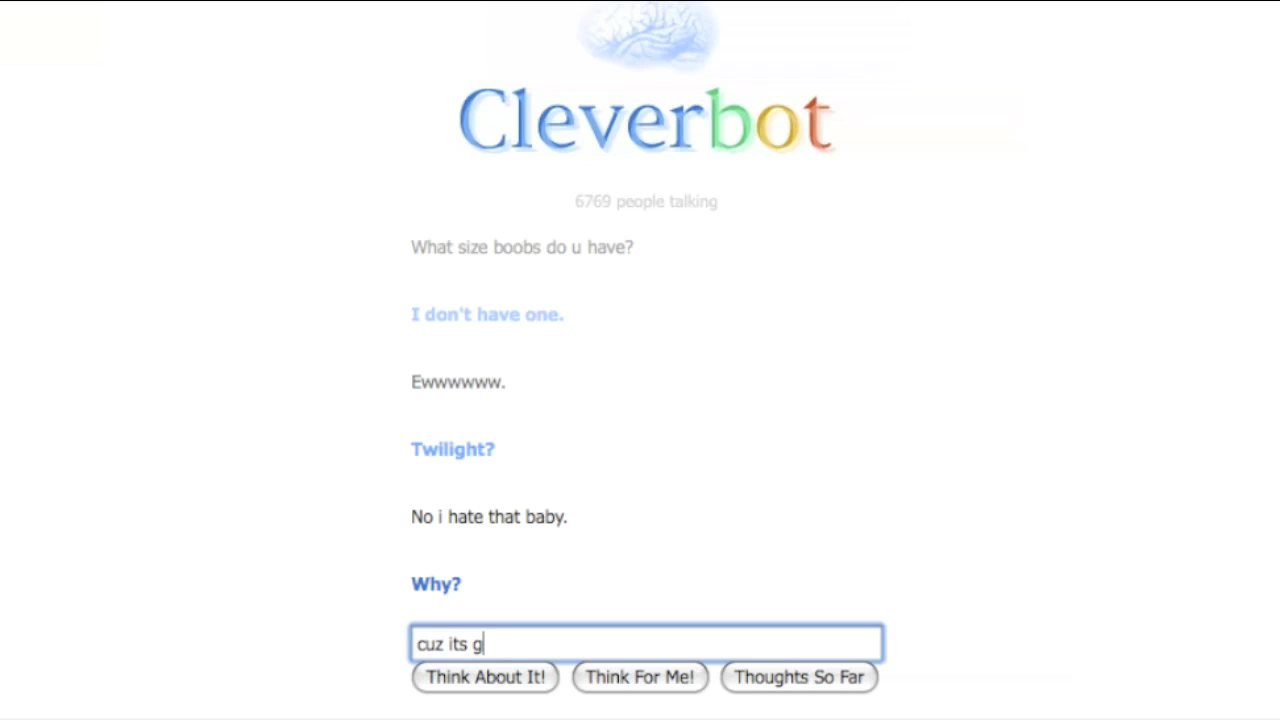 Cleverbot
6769 people talking
What size boobs do u have?
I don't have one.
Ewwwwww.
Twilight?
No i hate that baby.
Why?
cuz its g
Think About It! Think For Me! Thoughts So Far